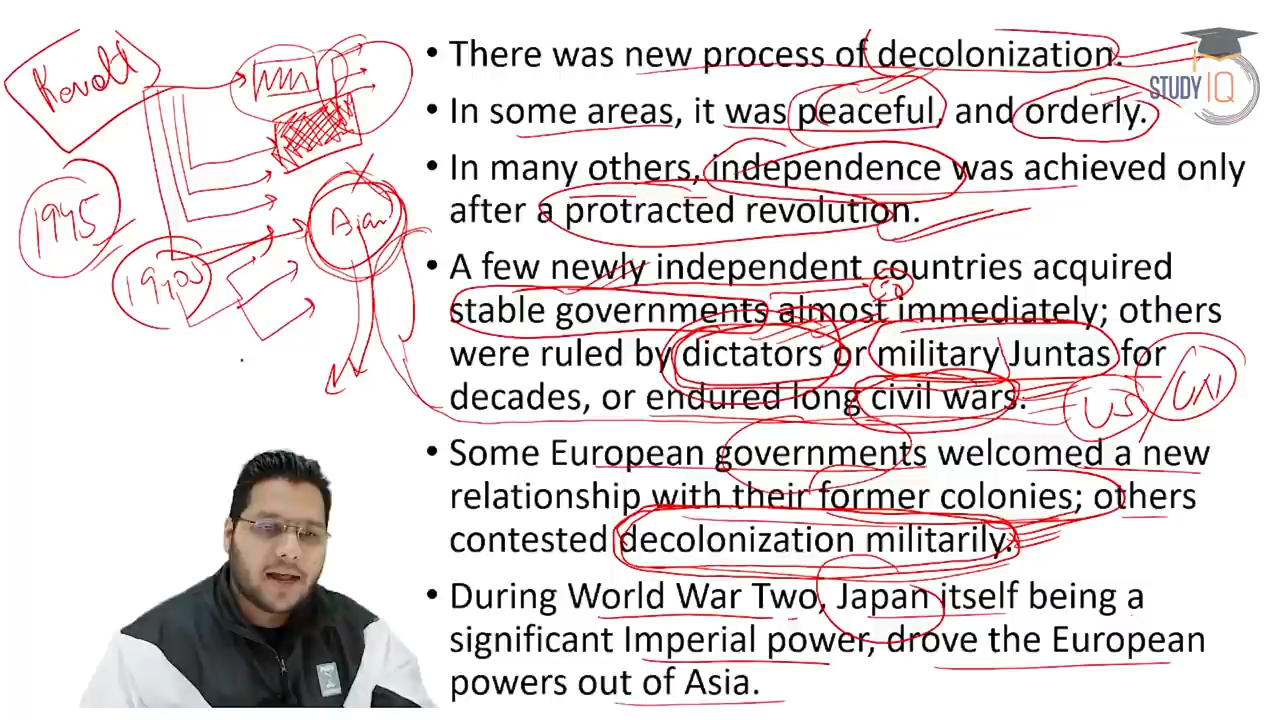 • There was new process of decolonization.
• In some areas, it was peaceful, and orderly.
• In many others, independence was achieved only
after a protracted revolution.
• A few newly independent countries acquired
stable governments almost immediately; others
were ruled by dictators or military Juntas for
decades, or endured long civil wars.
• Some European governments welcomed a new
relationship with their former colonies; others
contested decolonization militarily.
• During World War Two, Japan itself being a
significant Imperial power, drove the European
powers out of Asia.
STUDY IQ
1945
US